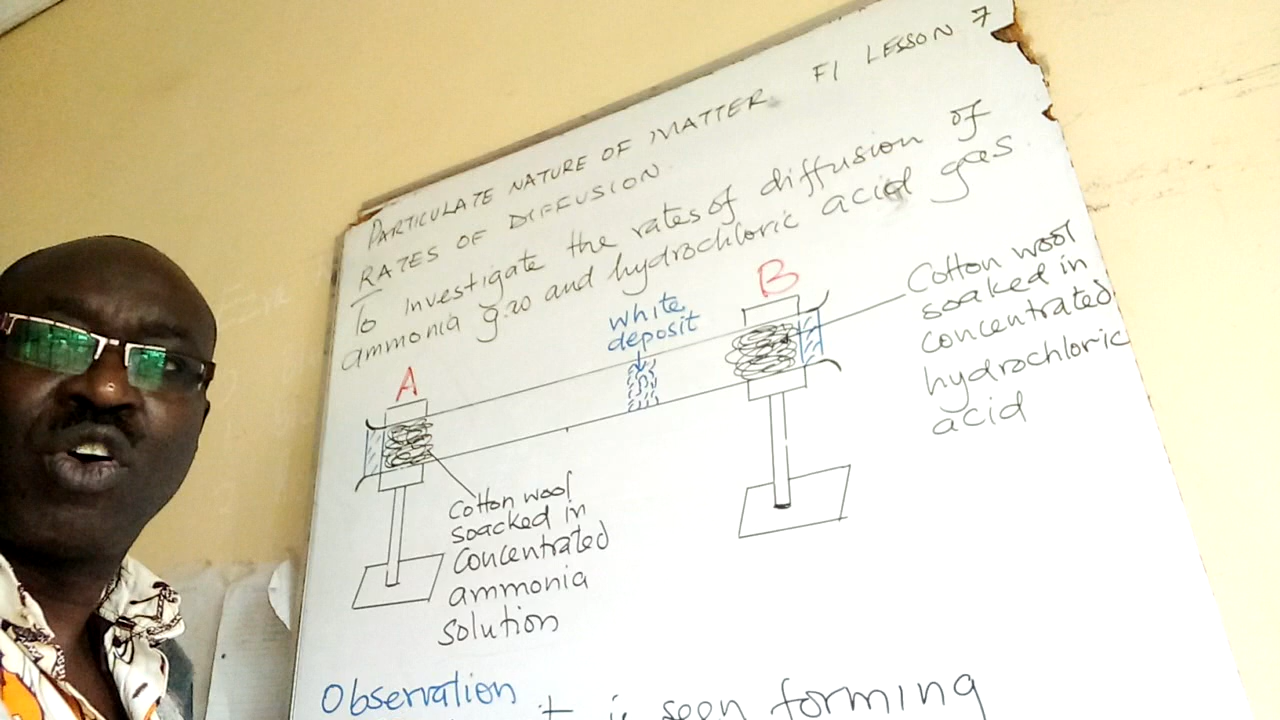 PARTICULATE NATURE OF MATTER. F1 LESSON 7
RATES OF DIFFUSION.
To investigate the rates of diffusion of
ammonia gas and hydrochloric acid gas.
A
white
deposit
B
Cotton wool
soaked in
concentrated
hydrochloric
acid
Cotton wool
soacked in
Concentrated
ammonia
solution
Observation
is seen forming